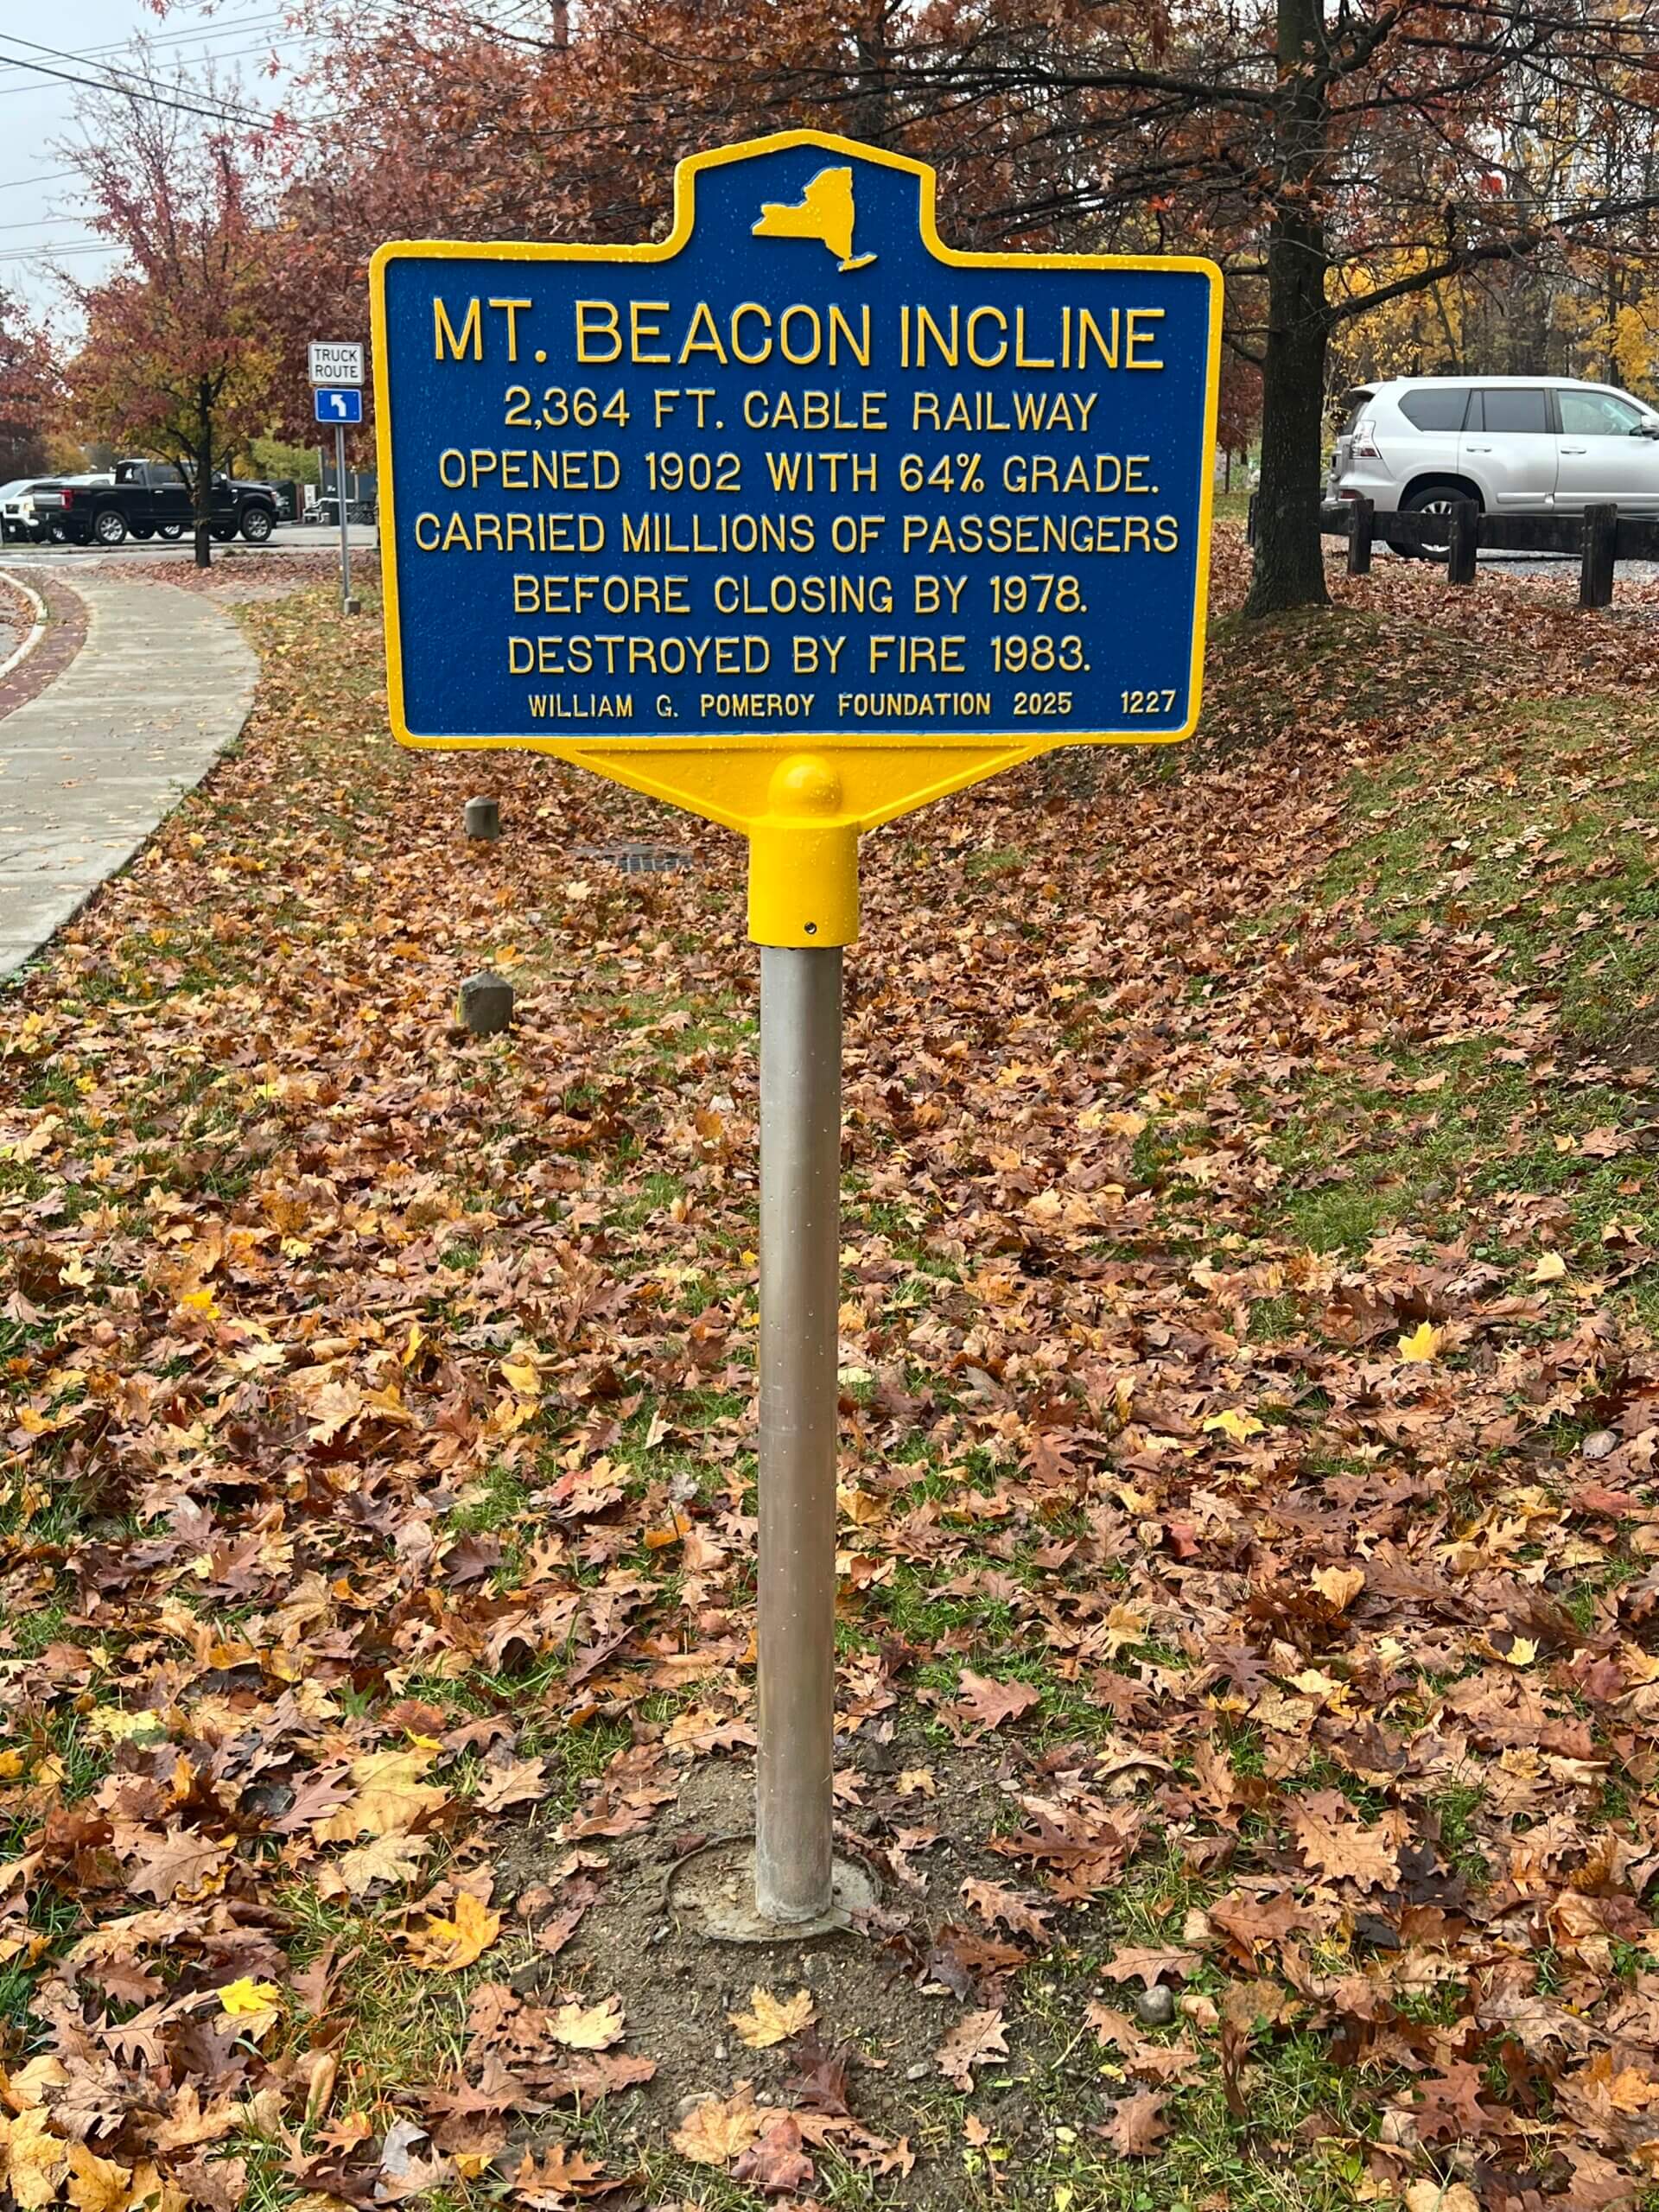 MT. BEACON INCLINE
2,364 FT. CABLE RAILWAY
OPENED 1902 WITH 64% GRADE.
CARRIED MILLIONS OF PASSENGERS
BEFORE CLOSING BY 1978.
DESTROYED BY FIRE 1983.
WILLIAM G. POMEROY FOUNDATION 2025 1227
TRUCK
ROUTE